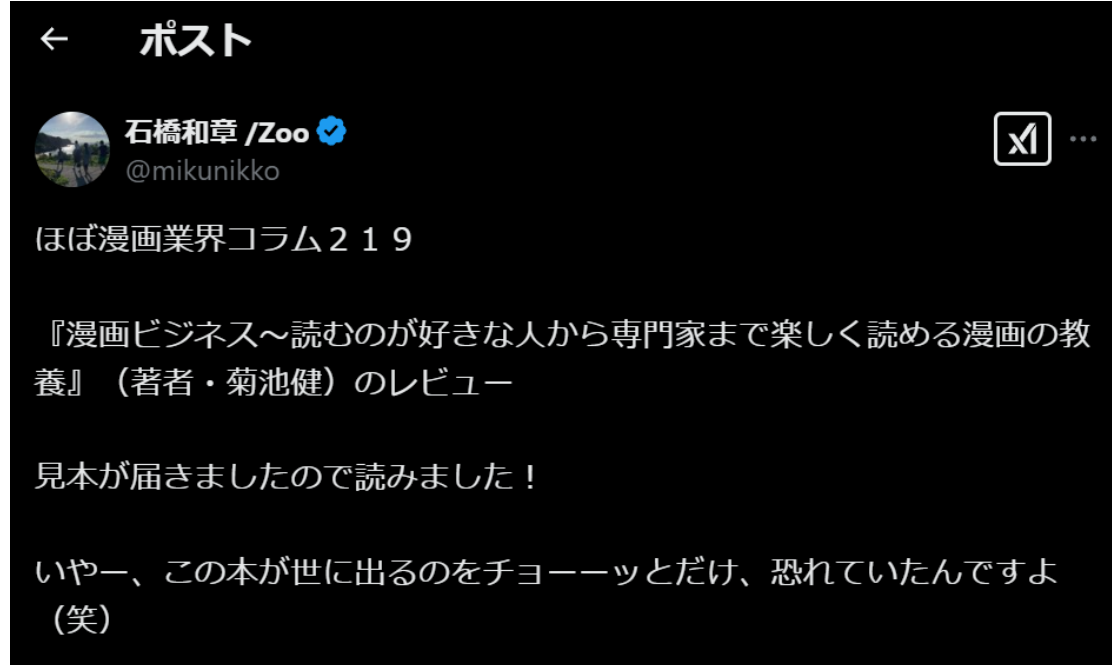 ← ポスト
石橋和章 /Zoo
@mikunikko
ほぼ漫画業界コラム２１９
『漫画ビジネス～読むのが好きな人から専門家まで楽しく読める漫画の教
養』（著者・菊池健）のレビュー
見本が届きましたので読みました！
いやー、この本が世に出るのをチョーーッとだけ、恐れていたんですよ
（笑）